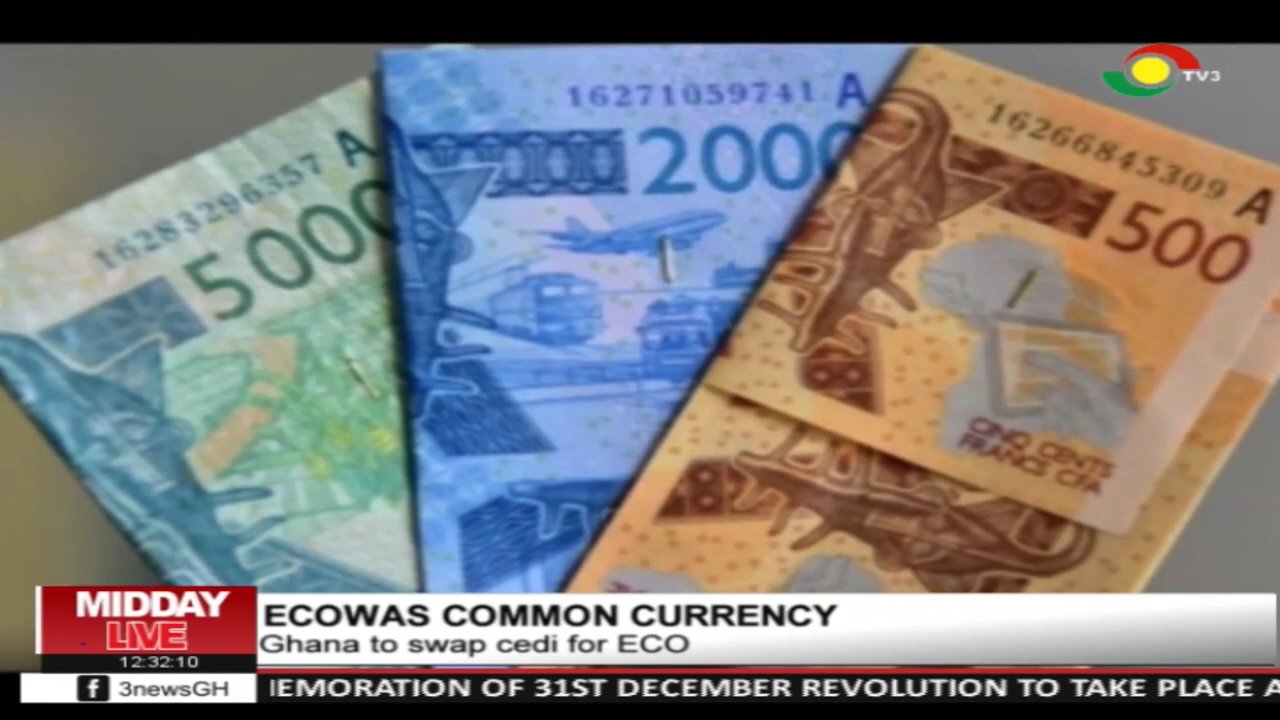 TV3
16283296357 A
5000
16271059741 A
2000
16266845309 A
500
CINQ CENTS
FRANCS CFA
MIDDAY
LIVE
12:32:10
ECOWAS COMMON CURRENCY
Ghana to swap cedi for ECO
3newsGH
EMORATION OF 31ST DECEMBER REVOLUTION TO TAKE PLACE A